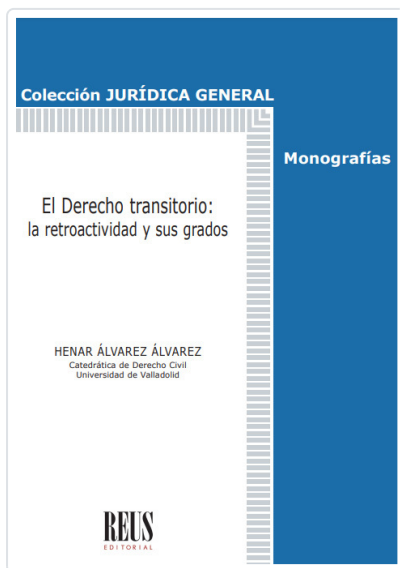 Colección JURÍDICA GENERAL
Monografías
El Derecho transitorio:
la retroactividad y sus grados
HENAR ÁLVAREZ ÁLVAREZ
Catedrática de Derecho Civil
Universidad de Valladolid
REUS
EDITORIAL